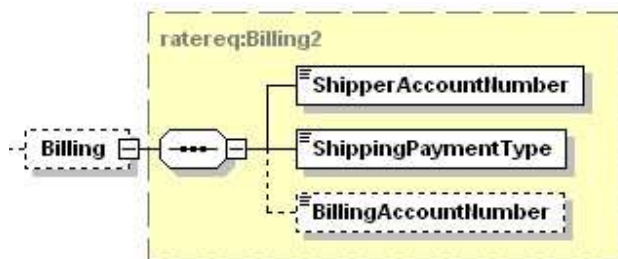 ratereq:Billing2
ShipperAccountNumber
Billing
ShippingPaymentType
BillingAccountNumber